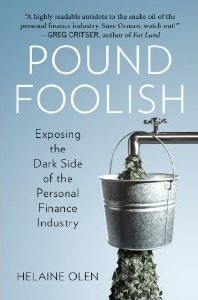 "A highly readable antidote to the snake oil of the
personal finance industry. Suze Orman, watch out!"
—GREG CRITSER, author of Fat Land
POUND
FOOLISH
Exposing
the
Dark Side
of the
Personal
Finance
Industry
HELAINE OLEN